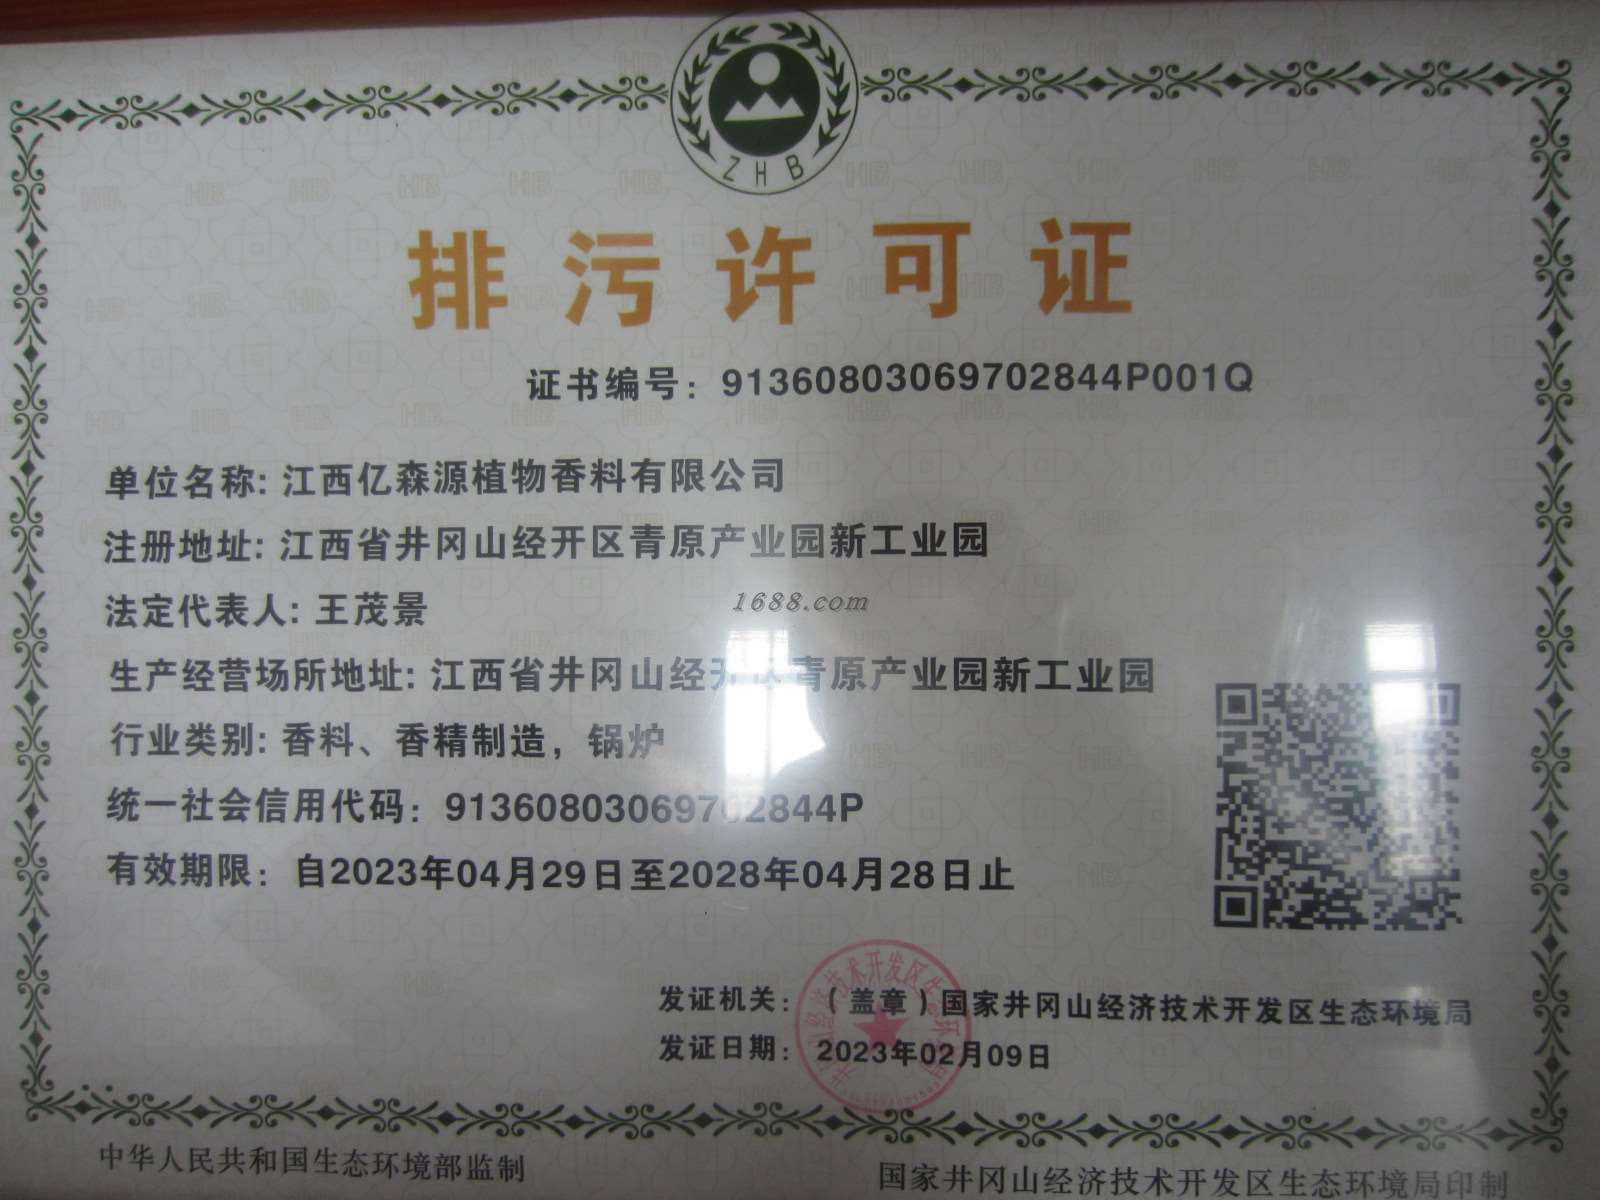 ZHB
排污许可证
证书编号：91360803069702844P001Q
单位名称: 江西亿森源植物香料有限公司
注册地址: 江西省井冈山经开区青原产业园新工业园
法定代表人: 王茂景
1688.com
生产经营场所地址: 江西省井冈山经开区青原产业园新工业园
行业类别: 香料、香精制造，锅炉
统一社会信用代码：91360803069702844P
有效期限：自2023年04月29日至2028年04月28日止
发证机关：（盖章）国家井冈山经济技术开发区生态环境局
发证日期：2023年02月09日
中华人民共和国生态环境部监制
国家井冈山经济技术开发区生态环境局印制